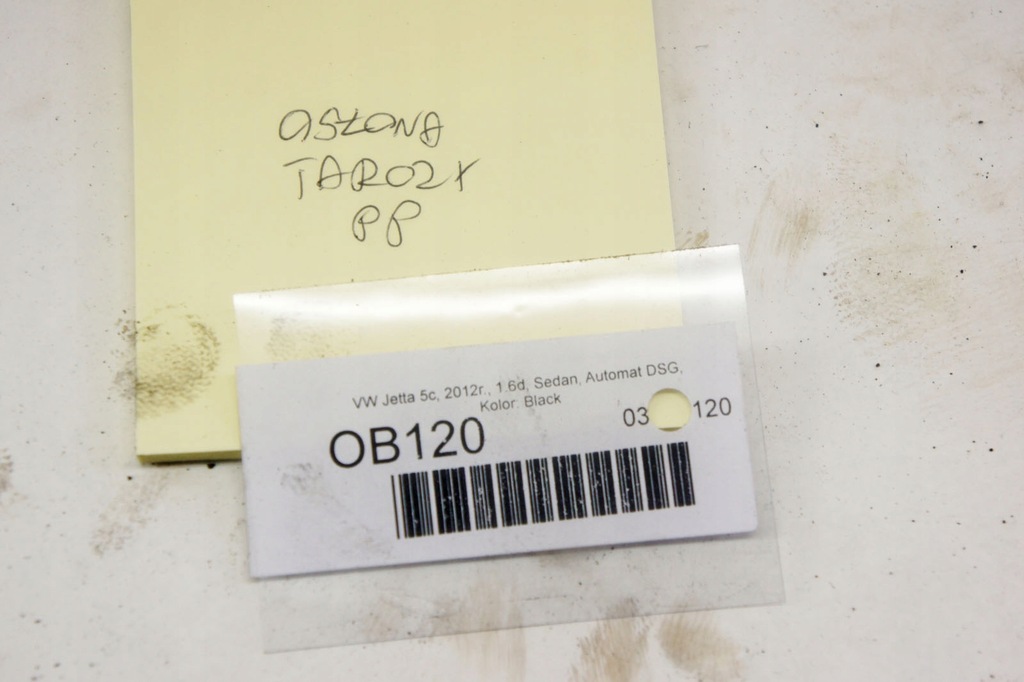 OSŁONA
TARCZY
PP
VW Jetta 5c, 2012r., 1.6d, Sedan, Automat DSG,
Kolor: Black
OB120
03 120